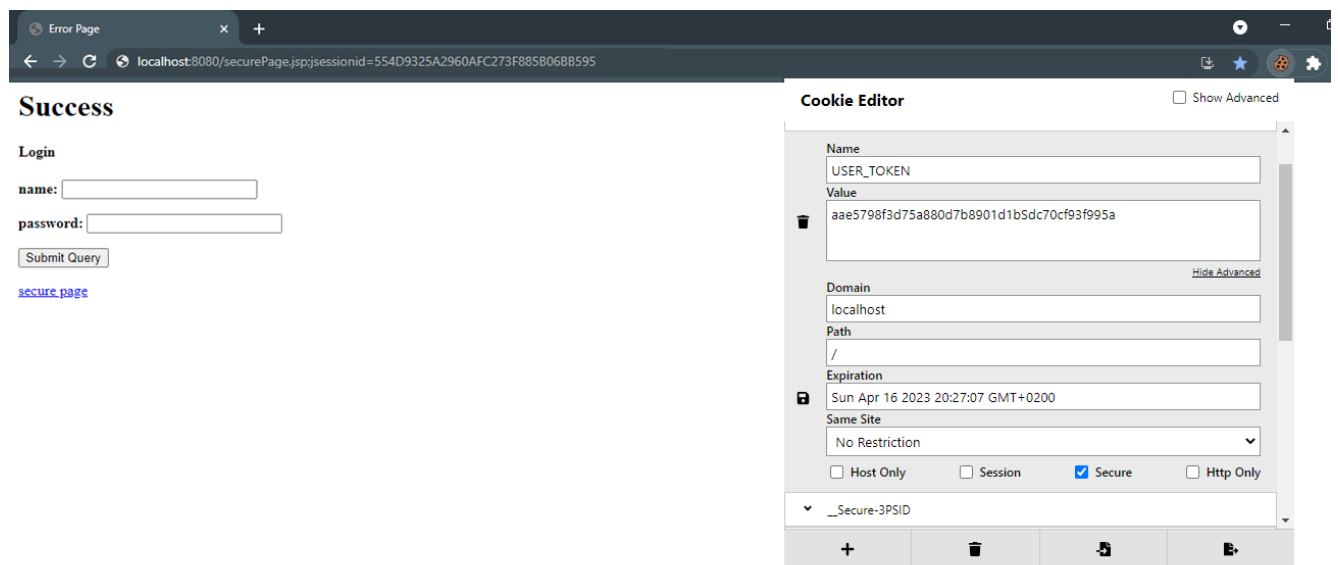 Error Page
localhost:8080/securePage.jsp;jsessionid=554D9325A2960AFC273F885B06BB595
Success
Login
name:
password:
Submit Query
secure page
Cookie Editor
Show Advanced
Name
USER_TOKEN
Value
aae5798f3d75a880d7b8901d1bSdc70cf93f995a
Hide Advanced
Domain
localhost
Path
/
Expiration
Sun Apr 16 2023 20:27:07 GMT+0200
Same Site
No Restriction
Host Only Session Secure Http Only
__Secure-3PSID